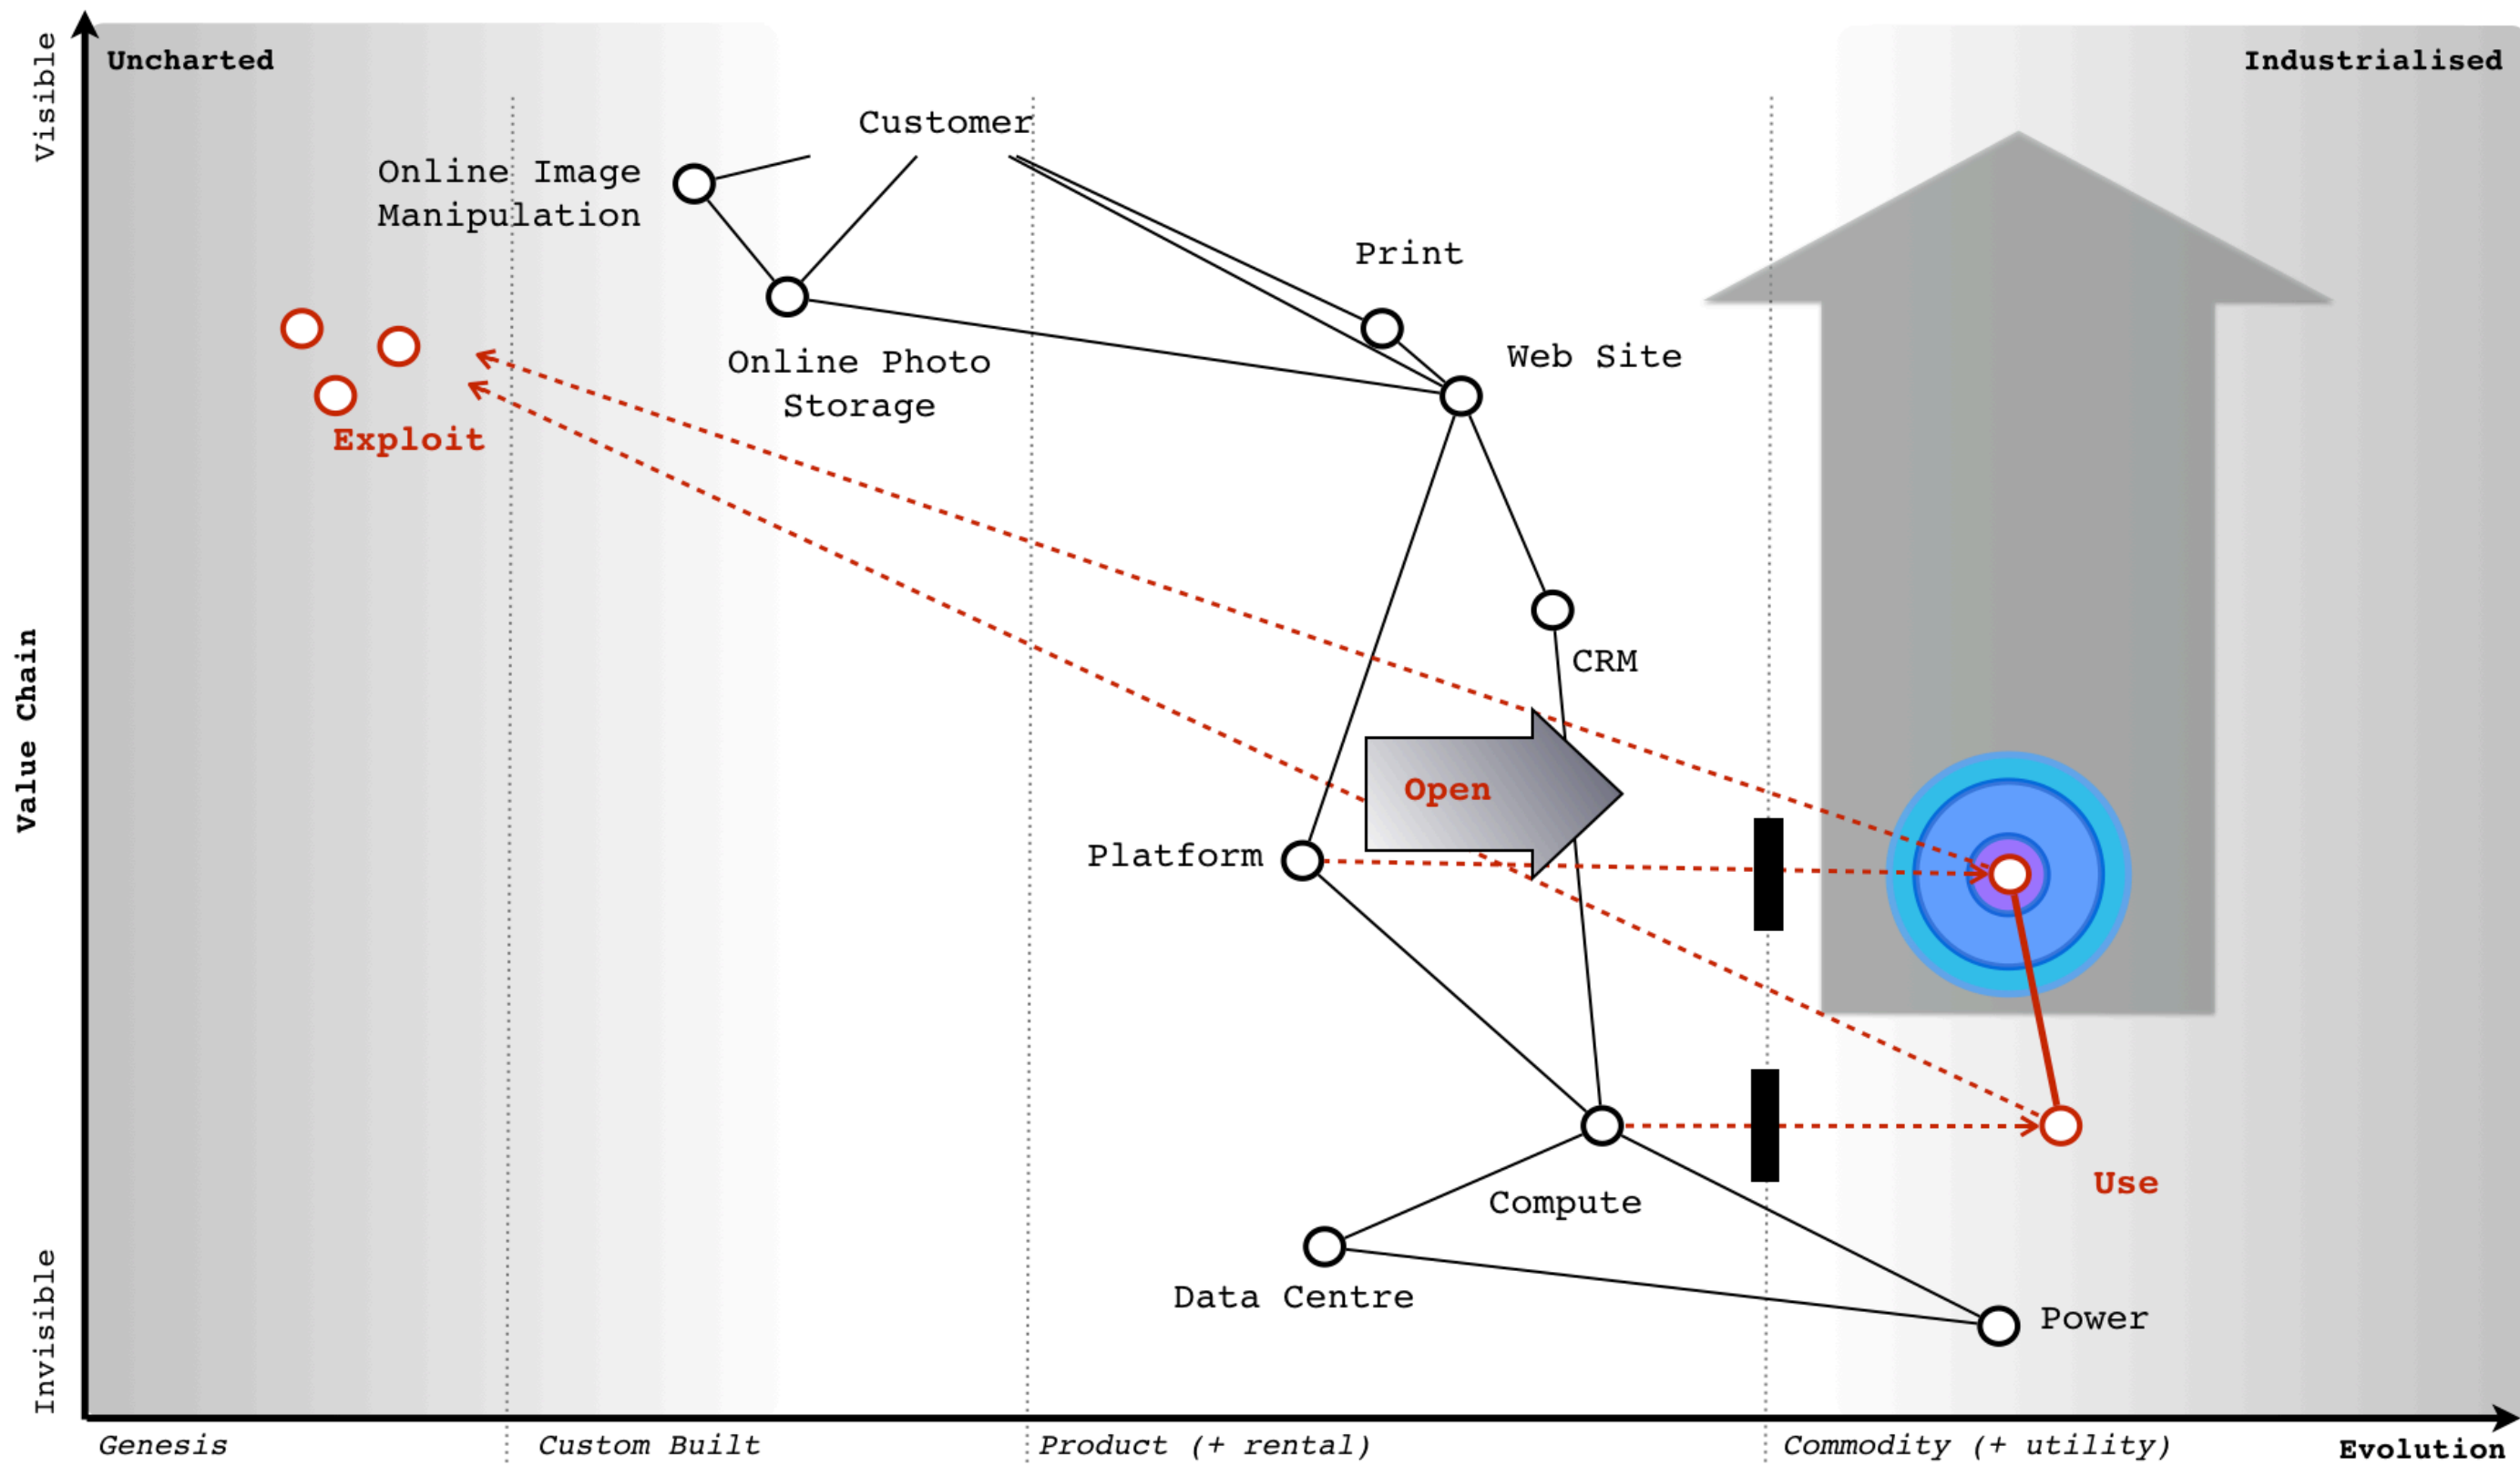 Visible
Uncharted
Industrialised
Customer
Online Image
Manipulation
Print
Web Site
Online Photo
Storage
Exploit
Value Chain
CRM
Open
Platform
Use
Compute
Data Centre
Power
Invisible
Genesis
Custom Built
Product (+ rental)
Commodity (+ utility)
Evolution